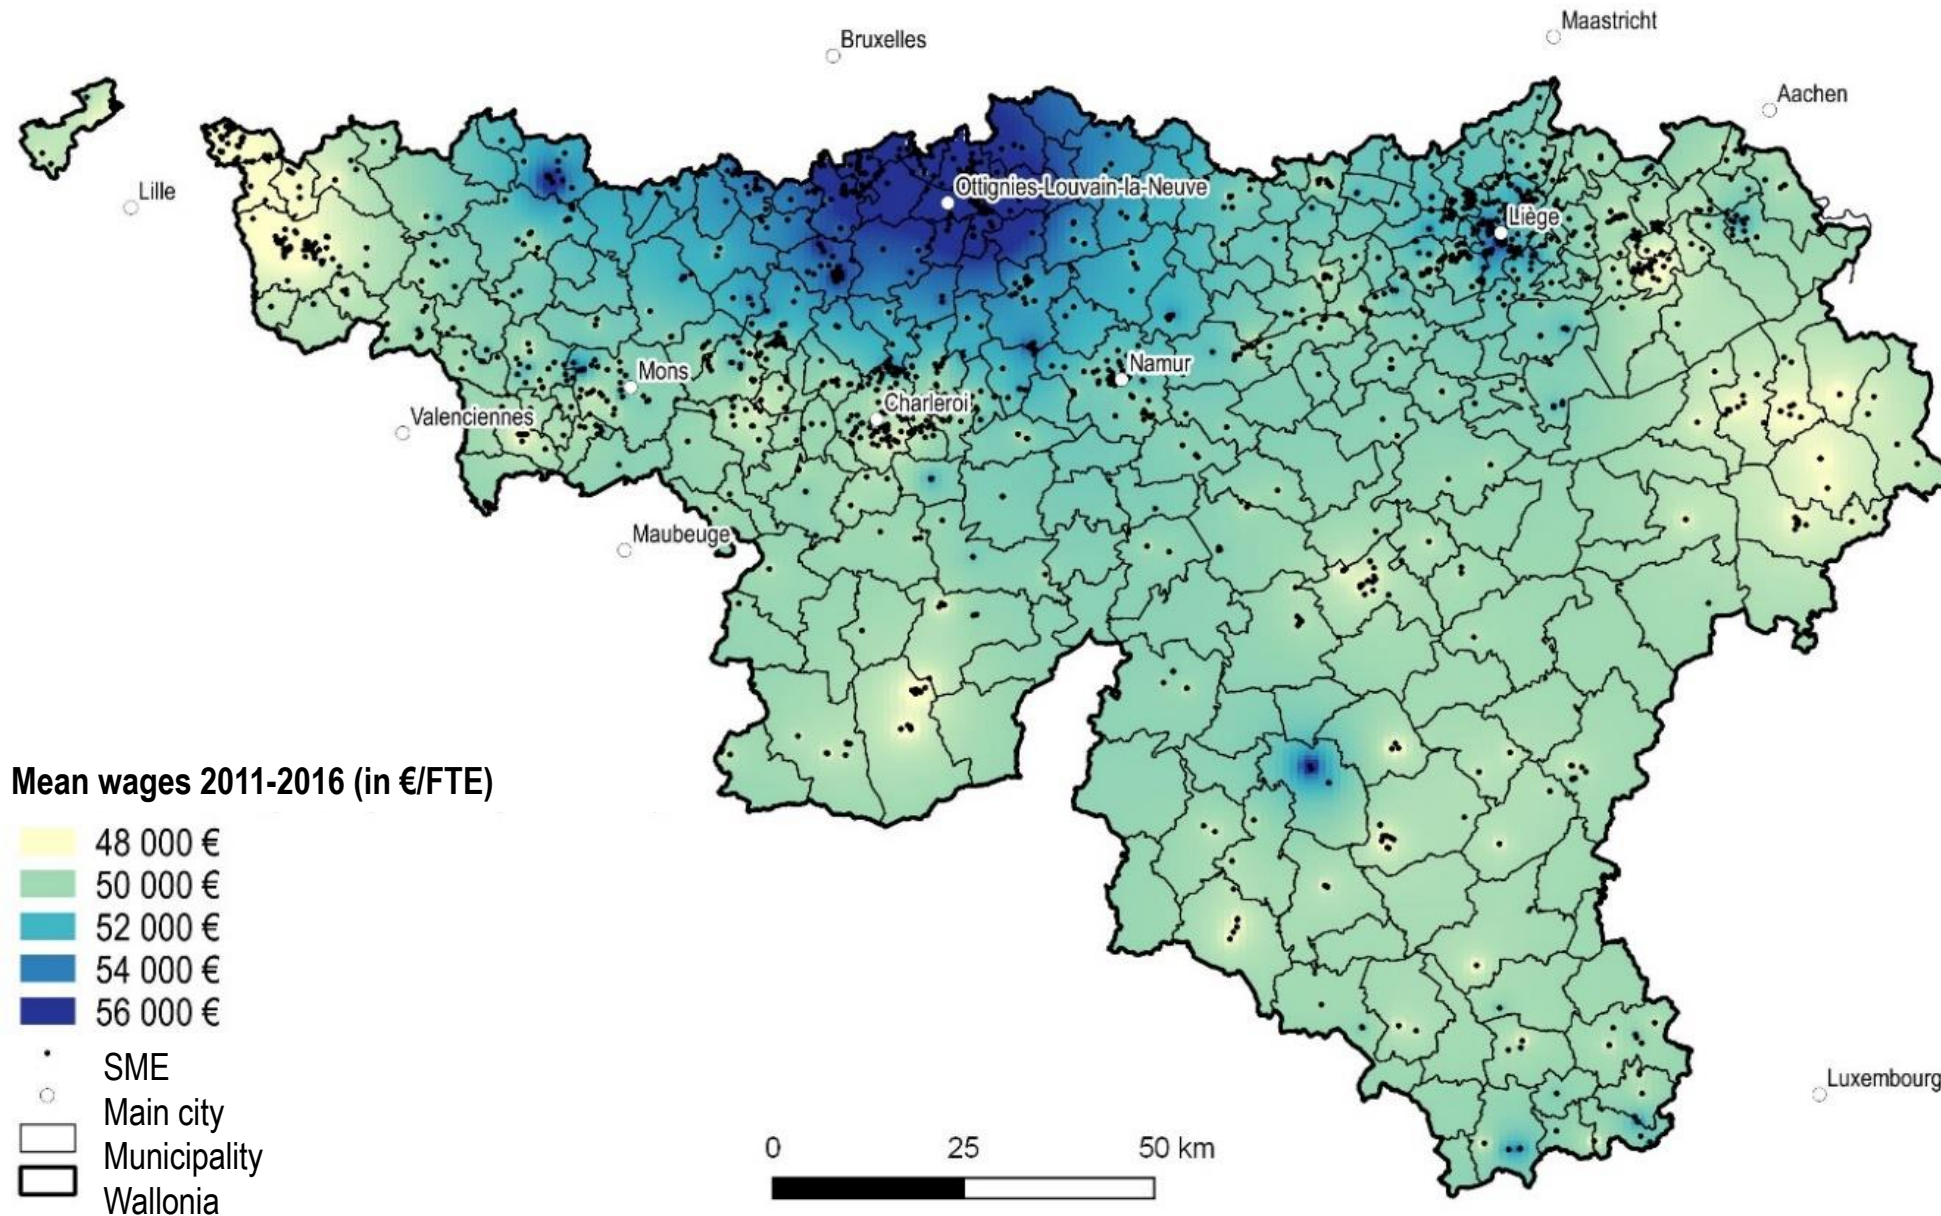 Maastricht
Bruxelles
Aachen
Lille
Ottignies-Louvain-la-Neuve
Liège
Mons
Namur
Charleroi
Valenciennes
Maubeuge
Luxembourg
Mean wages 2011-2016 (in €/FTE)
48 000 €
50 000 €
52 000 €
54 000 €
56 000 €
SME
Main city
Municipality
Wallonia
0 25 50 km